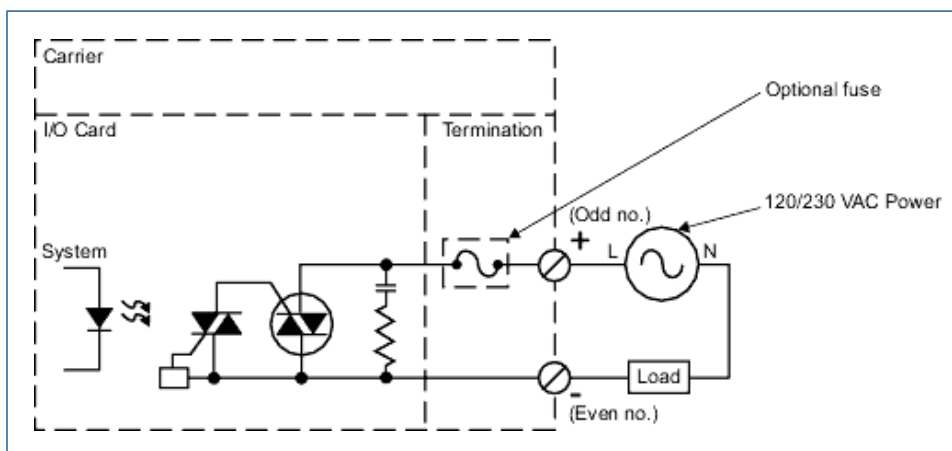 Carrier
Optional fuse
I/O Card
Termination
120/230 VAC Power
(Odd no.)
+
System
L
N
Load
-
(Even no.)